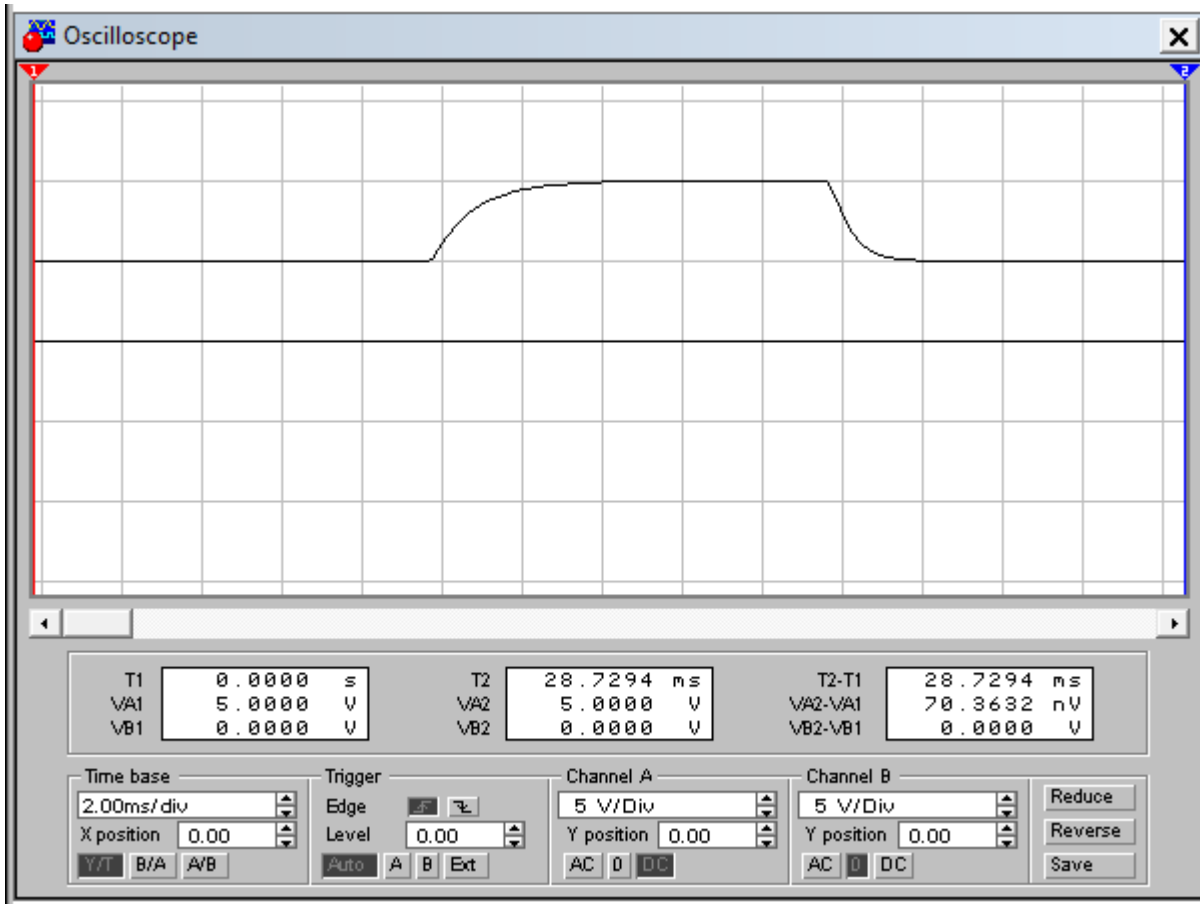 Oscilloscope
1 2
T1 0.0000 s T2 28.7294 ms T2-T1 28.7294 ms
VA1 5.0000 V VA2 5.0000 V VA2-VA1 70.3632 nV
VB1 0.0000 V VB2 0.0000 V VB2-VB1 0.0000 V
Time base Trigger Channel A Channel B
2.00ms/div Edge 5 V/Div 5 V/Div Reduce
X position 0.00 Level 0.00 Y position 0.00 Y position 0.00 Reverse
Y/T B/A A/B Auto A B Ext AC 0 DC AC 0 DC Save